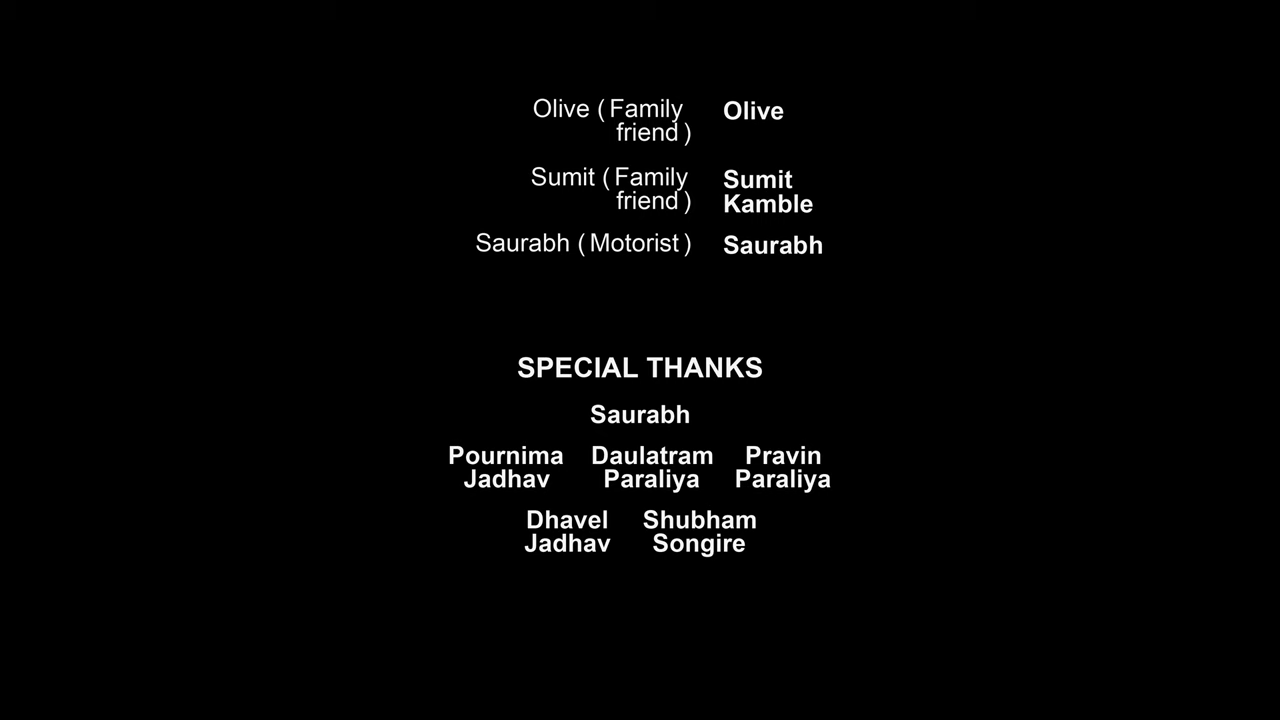 Olive ( Family friend ) Olive
Sumit ( Family friend ) Sumit Kamble
Saurabh ( Motorist ) Saurabh
SPECIAL THANKS
Saurabh
Pournima Jadhav Daulatram Paraliya Pravin Paraliya
Dhavel Jadhav Shubham Songire